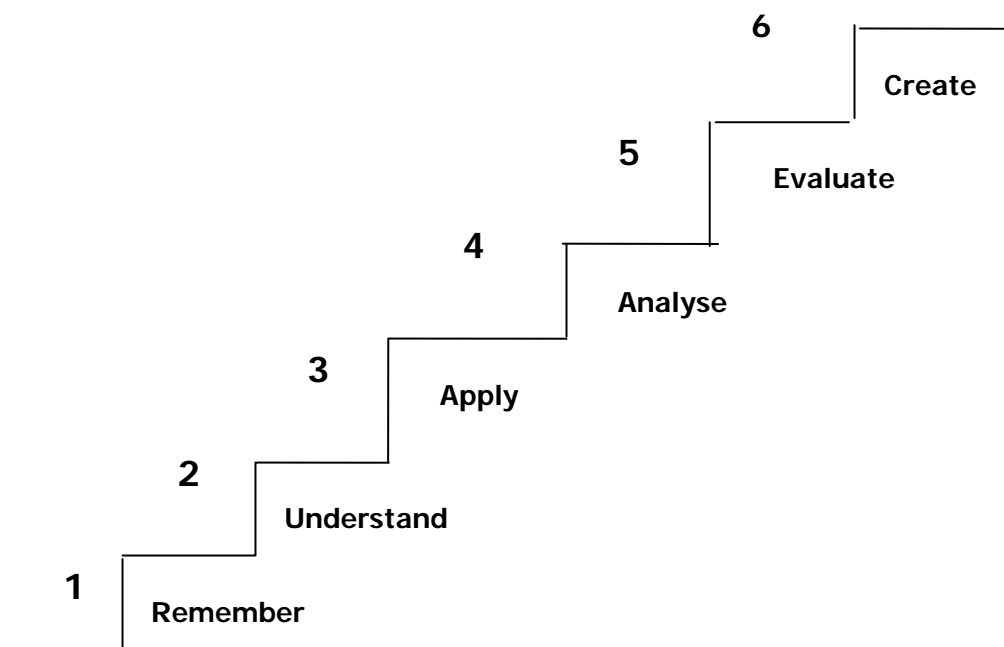 6
Create
5
Evaluate
4
Analyse
3
Apply
2
Understand
1
Remember